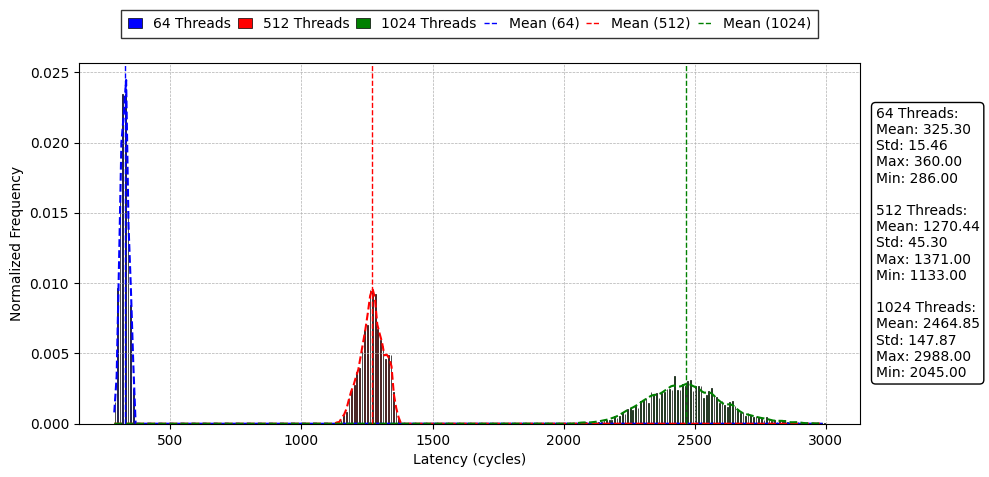 64 Threads 512 Threads 1024 Threads Mean (64) Mean (512) Mean (1024)
0.025
0.020
0.015
0.010
0.005
0.000
Normalized Frequency
500 1000 1500 2000 2500 3000
Latency (cycles)
64 Threads:
Mean: 325.30
Std: 15.46
Max: 360.00
Min: 286.00
512 Threads:
Mean: 1270.44
Std: 45.30
Max: 1371.00
Min: 1133.00
1024 Threads:
Mean: 2464.85
Std: 147.87
Max: 2988.00
Min: 2045.00